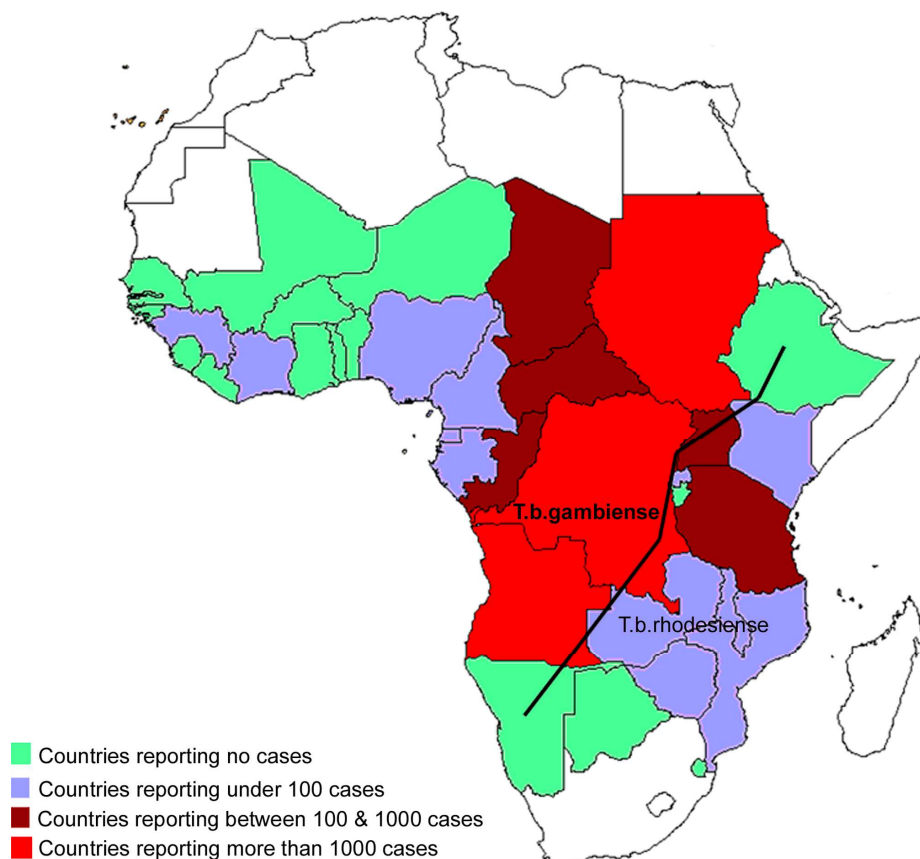 T.b.gambiense
T.b.rhodesiense
Countries reporting no cases
Countries reporting under 100 cases
Countries reporting between 100 & 1000 cases
Countries reporting more than 1000 cases